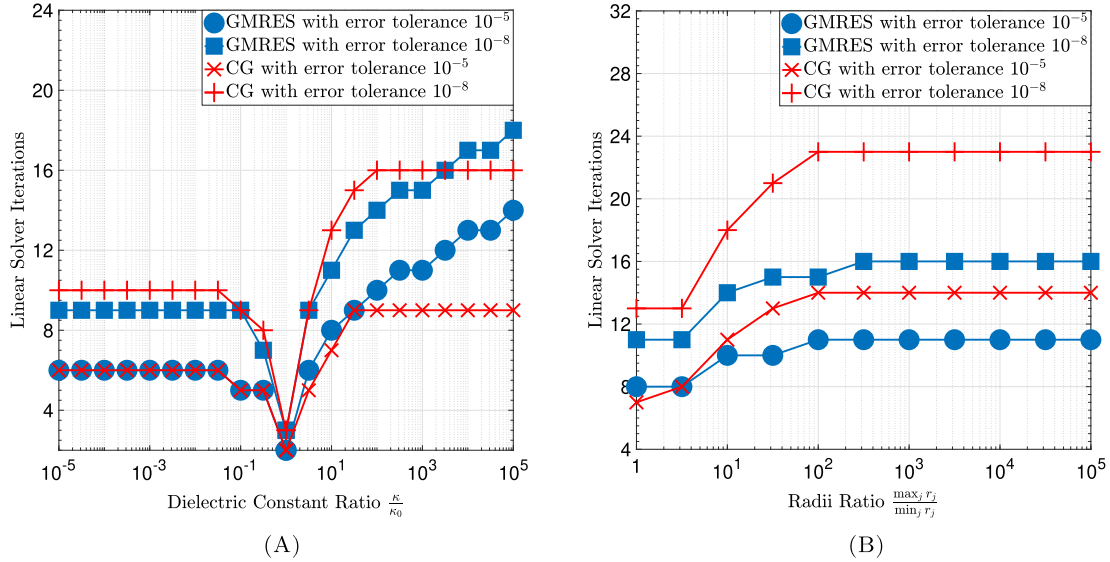 24
20
16
12
8
4
10^-5
10^-3
10^-1
10^1
10^3
10^5
Linear Solver Iterations
Dielectric Constant Ratio κ/κ₀
GMRES with error tolerance 10^-5
GMRES with error tolerance 10^-8
CG with error tolerance 10^-5
CG with error tolerance 10^-8
(A)
32
28
24
20
16
12
8
4
1
10^1
10^2
10^3
10^4
10^5
Linear Solver Iterations
Radii Ratio max_j r_j / min_j r_j
GMRES with error tolerance 10^-5
GMRES with error tolerance 10^-8
CG with error tolerance 10^-5
CG with error tolerance 10^-8
(B)